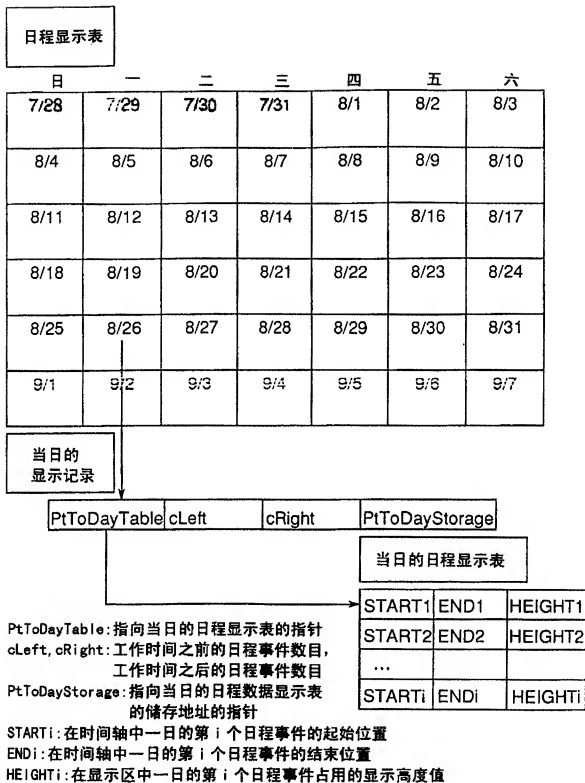 日程显示表
日 一 二 三 四 五 六
7/28 7/29 7/30 7/31 8/1 8/2 8/3
8/4 8/5 8/6 8/7 8/8 8/9 8/10
8/11 8/12 8/13 8/14 8/15 8/16 8/17
8/18 8/19 8/20 8/21 8/22 8/23 8/24
8/25 8/26 8/27 8/28 8/29 8/30 8/31
9/1 9/2 9/3 9/4 9/5 9/6 9/7
当日的
显示记录
PtToDayTable cLeft cRight PtToDayStorage
当日的日程显示表
START1 END1 HEIGHT1
START2 END2 HEIGHT2
...
STARTi ENDi HEIGHTi
PtToDayTable:指向当日的日程显示表的指针
cLeft,cRight:工作时间之前的日程事件数目,
工作时间之后的日程事件数目
PtToDayStorage:指向当日的日程数据显示表
的储存地址的指针
STARTi:在时间轴中一日的第 i 个日程事件的起始位置
ENDi:在时间轴中一日的第 i 个日程事件的结束位置
HEIGHTi:在显示区中一日的第 i 个日程事件占用的显示高度值